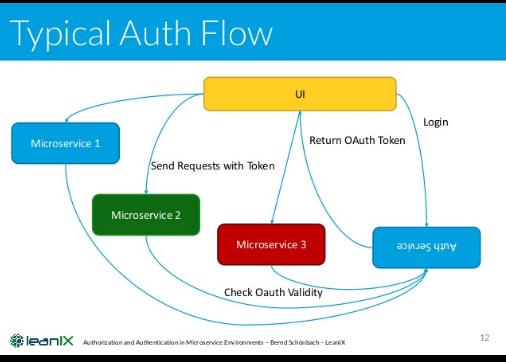 Typical Auth Flow
UI
Login
Microservice 1
Return OAuth Token
Send Requests with Token
Microservice 2
Microservice 3
Auth Service
Check Oauth Validity
leanIX
Authorization and Authentication in Microservice Environments – Bernd Schönbach – LeanIX
12